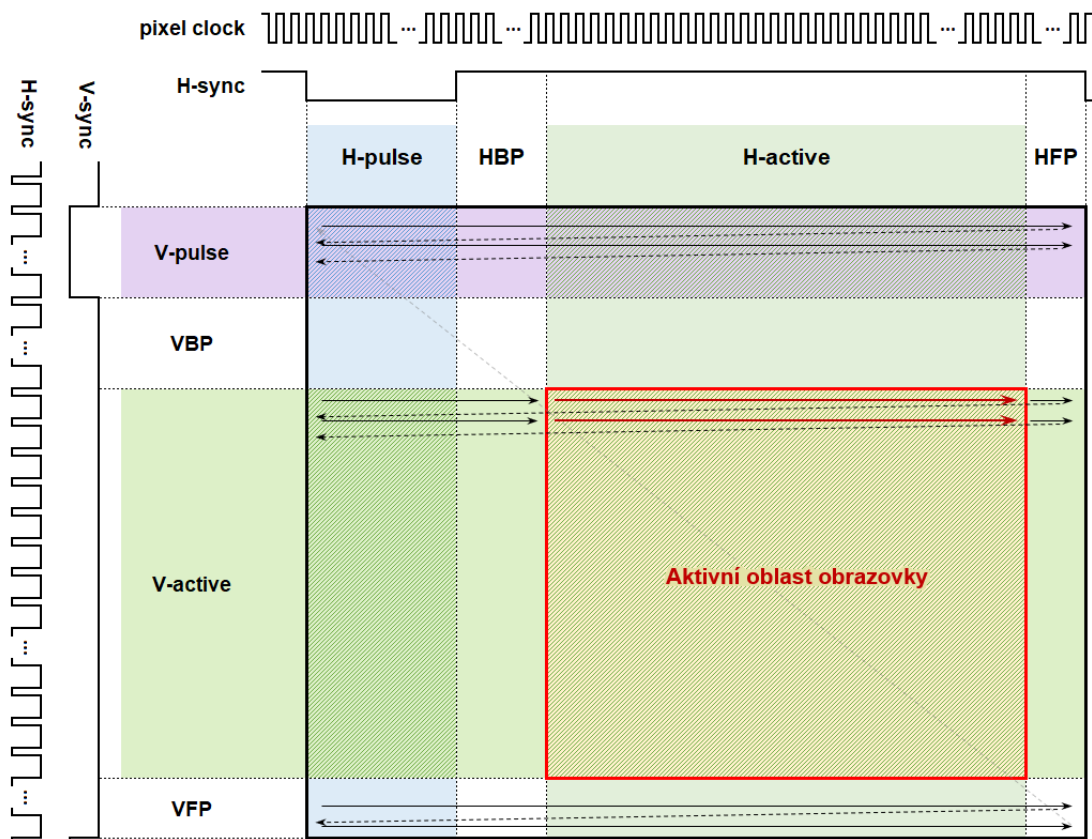 pixel clock
...
...
...
...
H-sync
H-sync
V-sync
H-pulse
HBP
H-active
HFP
V-pulse
...
VBP
...
V-active
Aktivní oblast obrazovky
...
VFP
...